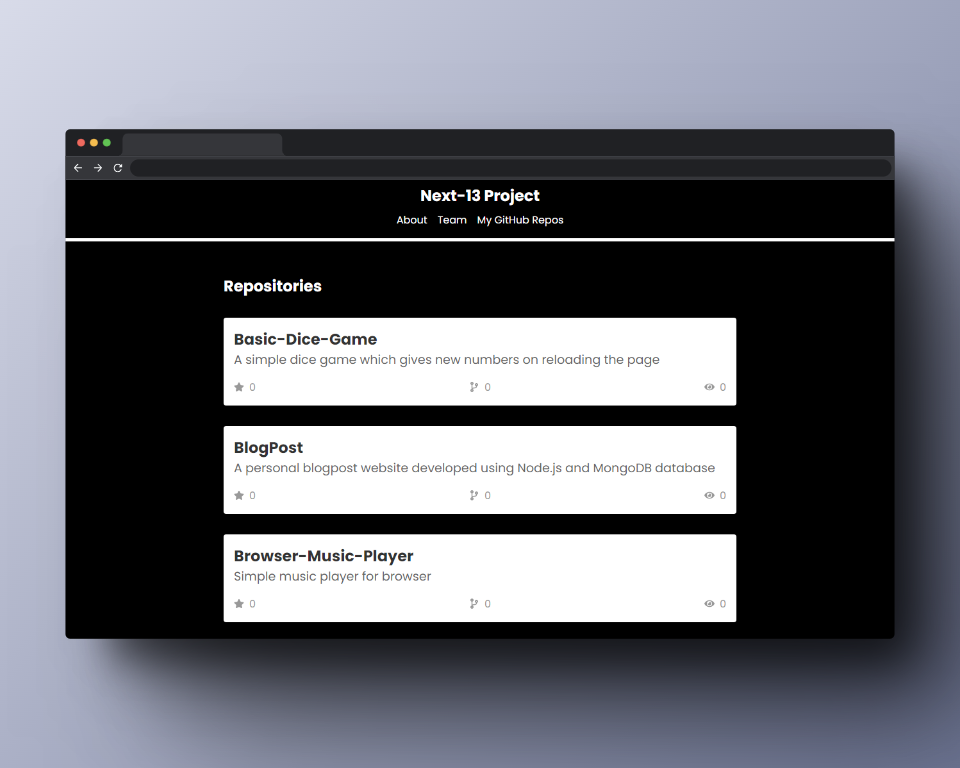 Next-13 Project
About Team My GitHub Repos
Repositories
Basic-Dice-Game
A simple dice game which gives new numbers on reloading the page
0 0 0
BlogPost
A personal blogpost website developed using Node.js and MongoDB database
0 0 0
Browser-Music-Player
Simple music player for browser
0 0 0